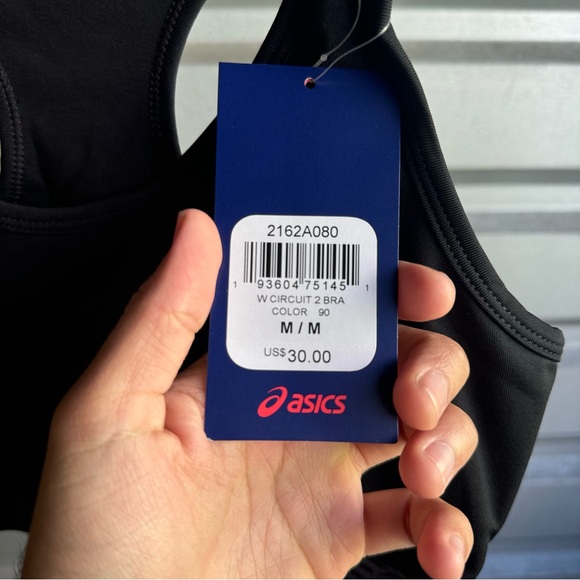 2162A080
1 93604 75145 1
W CIRCUIT 2 BRA
COLOR 90
M / M
US$30.00
asics